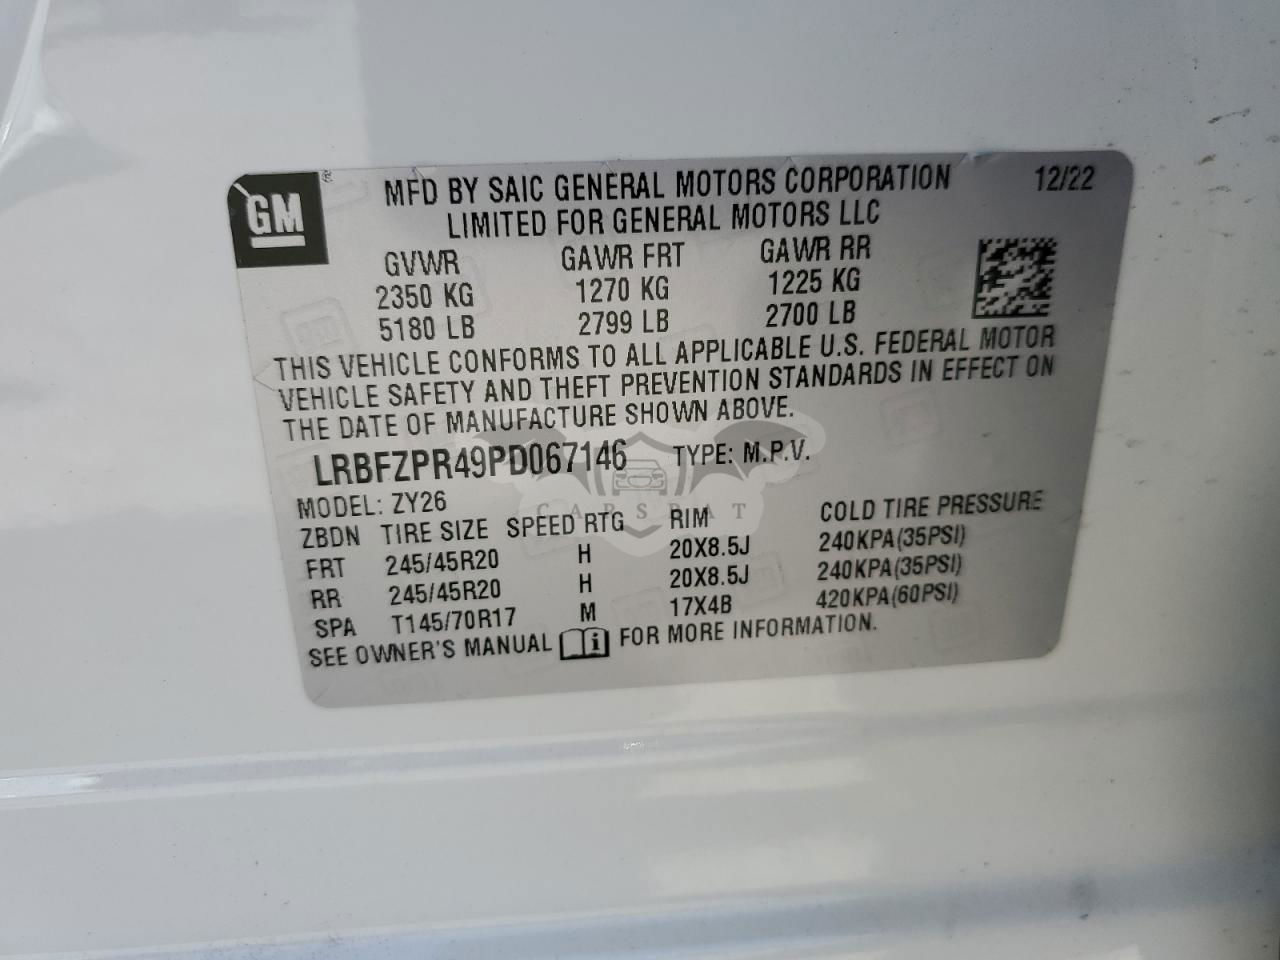 GM ®
MFD BY SAIC GENERAL MOTORS CORPORATION 12/22
LIMITED FOR GENERAL MOTORS LLC
GVWR GAWR FRT GAWR RR
2350 KG 1270 KG 1225 KG
5180 LB 2799 LB 2700 LB
THIS VEHICLE CONFORMS TO ALL APPLICABLE U.S. FEDERAL MOTOR
VEHICLE SAFETY AND THEFT PREVENTION STANDARDS IN EFFECT ON
THE DATE OF MANUFACTURE SHOWN ABOVE.
LRBFZPR49PD067146 TYPE: M.P.V.
CARSBAT
MODEL: ZY26
ZBDN TIRE SIZE SPEED RTG RIM COLD TIRE PRESSURE
FRT 245/45R20 H 20X8.5J 240KPA(35PSI)
RR 245/45R20 H 20X8.5J 240KPA(35PSI)
SPA T145/70R17 M 17X4B 420KPA(60PSI)
SEE OWNER'S MANUAL i FOR MORE INFORMATION.